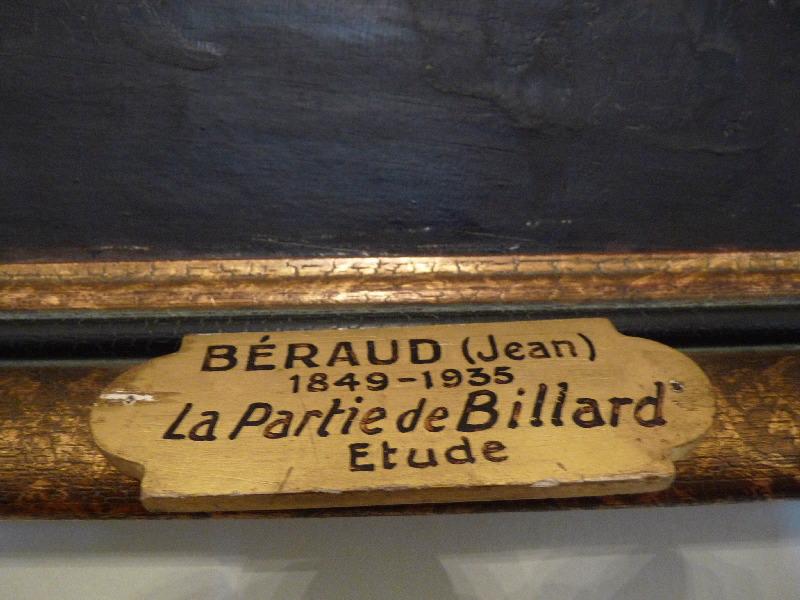 BÉRAUD (Jean)
1849-1935
La Partie de Billard
Etude